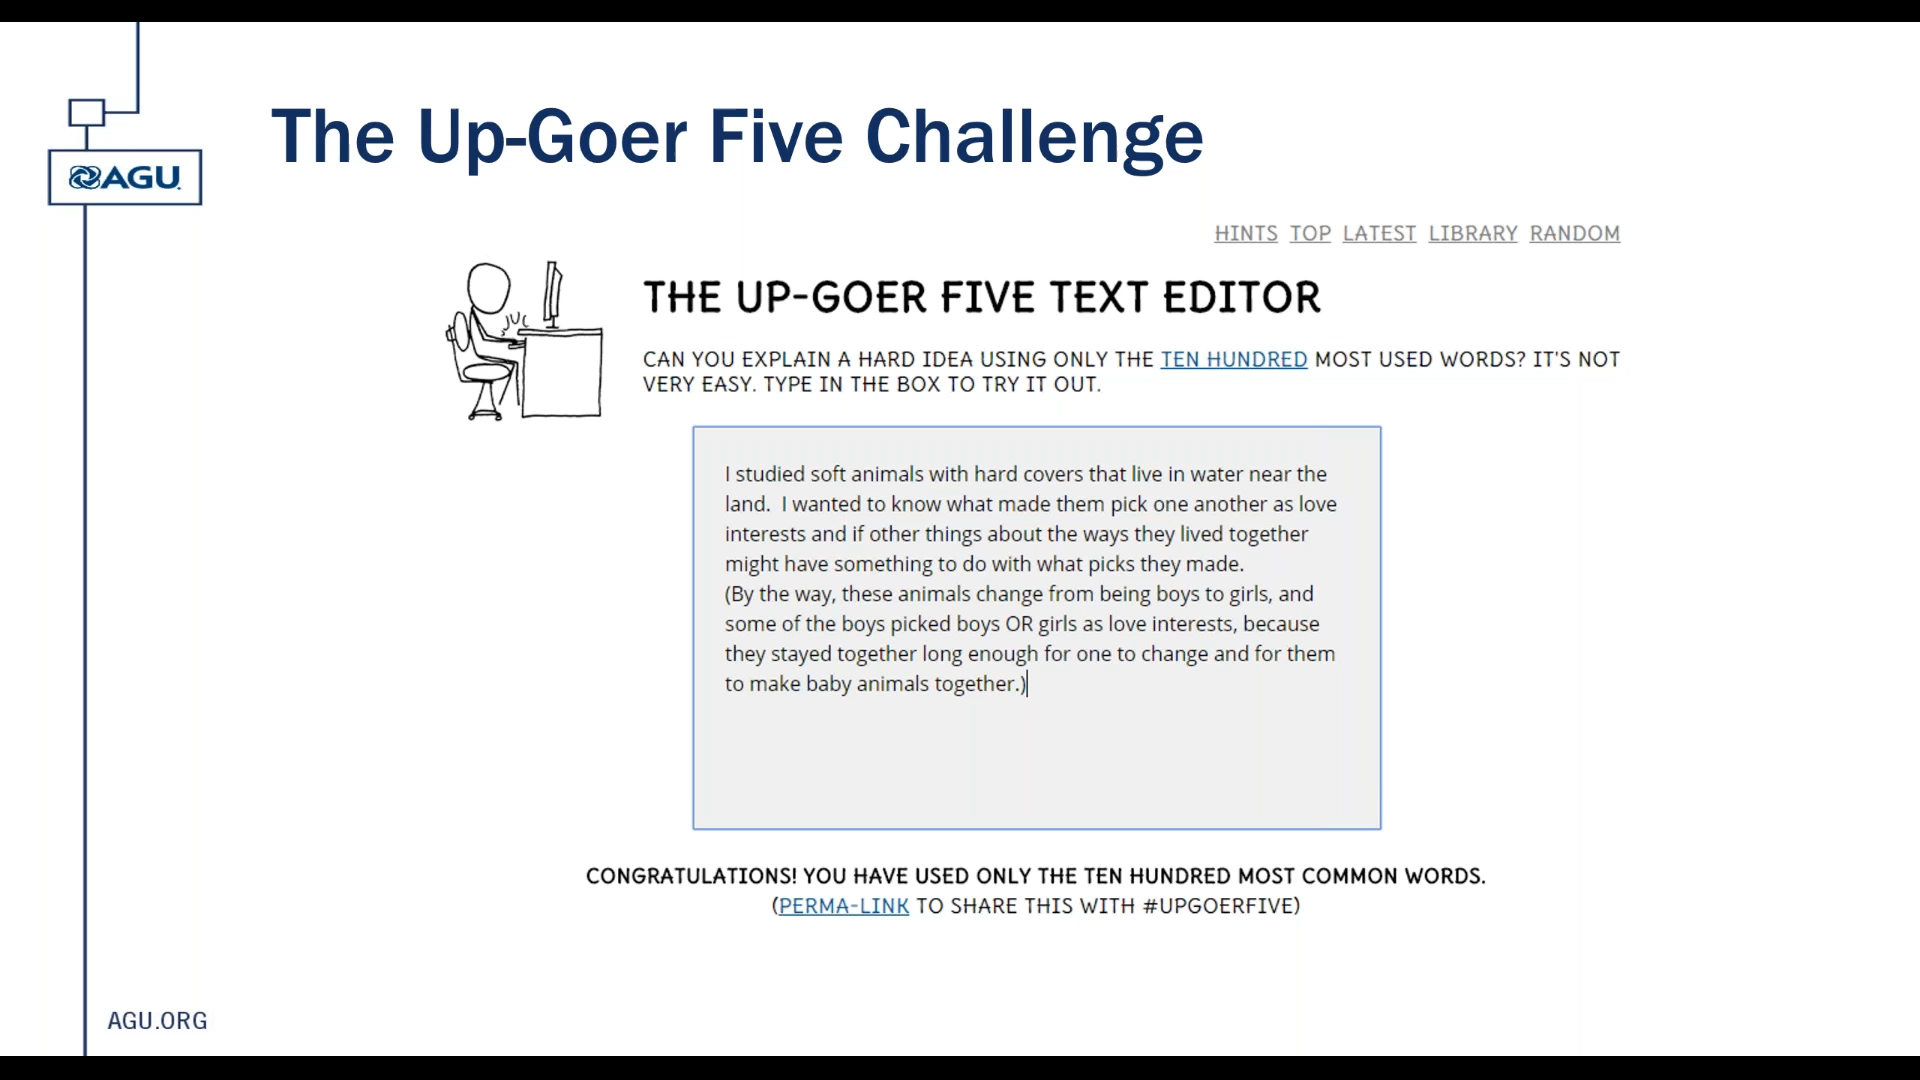 The Up-Goer Five Challenge
AGU
HINTS TOP LATEST LIBRARY RANDOM
THE UP-GOER FIVE TEXT EDITOR
CAN YOU EXPLAIN A HARD IDEA USING ONLY THE TEN HUNDRED MOST USED WORDS? IT'S NOT
VERY EASY. TYPE IN THE BOX TO TRY IT OUT.
I studied soft animals with hard covers that live in water near the
land.  I wanted to know what made them pick one another as love
interests and if other things about the ways they lived together
might have something to do with what picks they made.
(By the way, these animals change from being boys to girls, and
some of the boys picked boys OR girls as love interests, because
they stayed together long enough for one to change and for them
to make baby animals together.)
CONGRATULATIONS! YOU HAVE USED ONLY THE TEN HUNDRED MOST COMMON WORDS.
(PERMA-LINK TO SHARE THIS WITH #UPGOERFIVE)
AGU.ORG